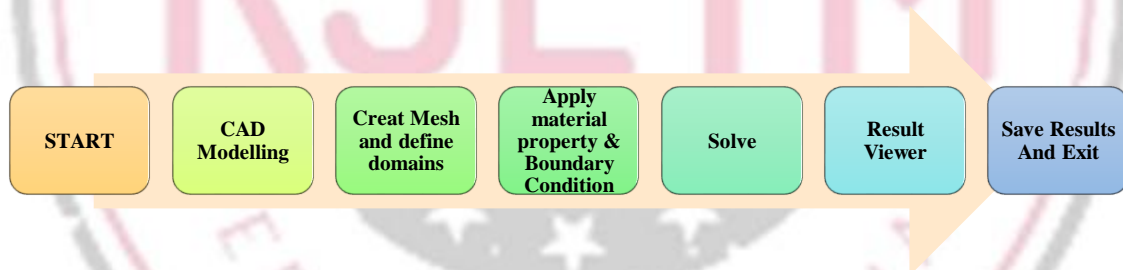 START
CAD
Modelling
Creat Mesh
and define
domains
Apply
material
property &
Boundary
Condition
Solve
Result
Viewer
Save Results
And Exit